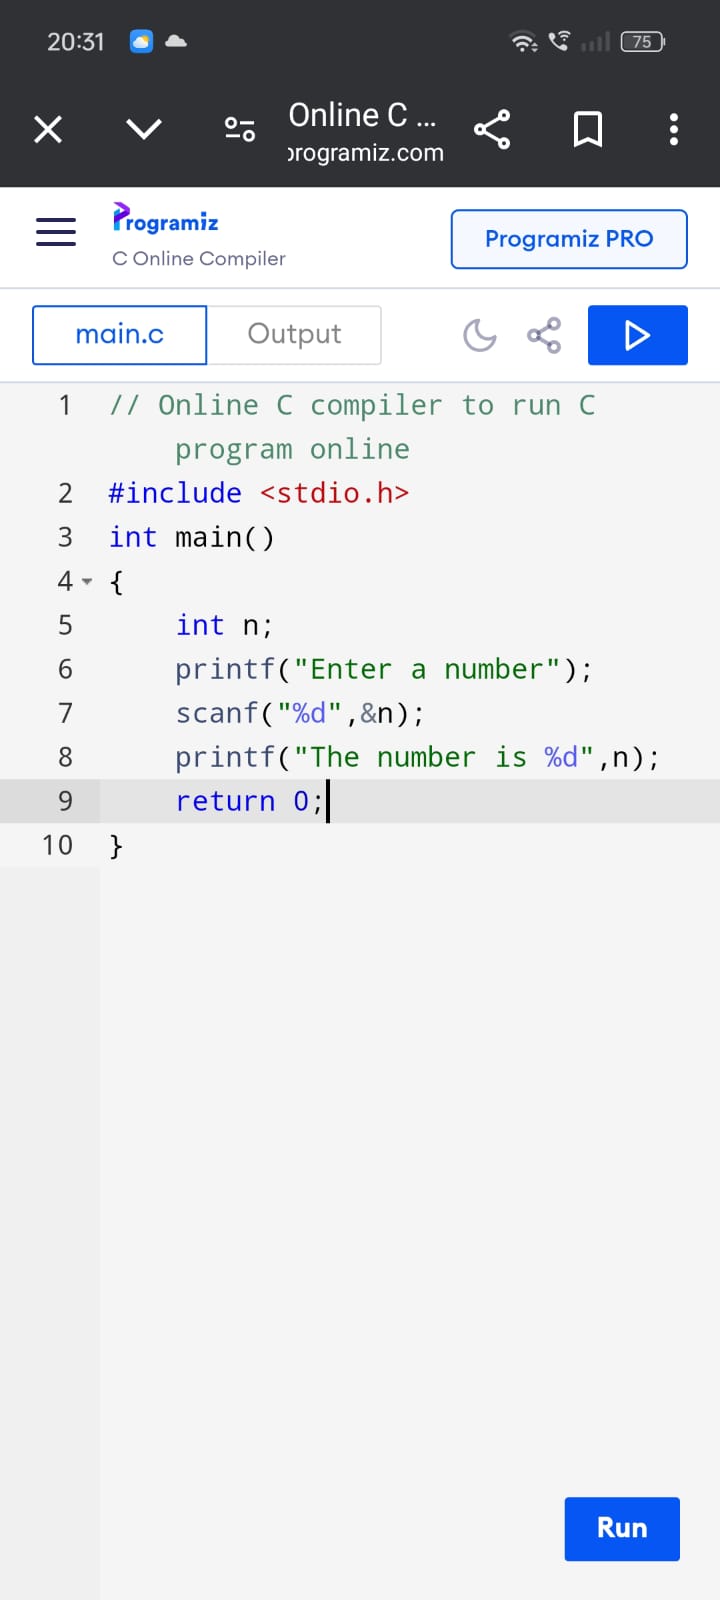 20:31
75
Online C ...
programiz.com
Programiz
C Online Compiler
Programiz PRO
main.c
Output
1 // Online C compiler to run C
program online
2 #include <stdio.h>
3 int main()
4 {
5 int n;
6 printf("Enter a number");
7 scanf("%d",&n);
8 printf("The number is %d",n);
9 return 0;
10 }
Run